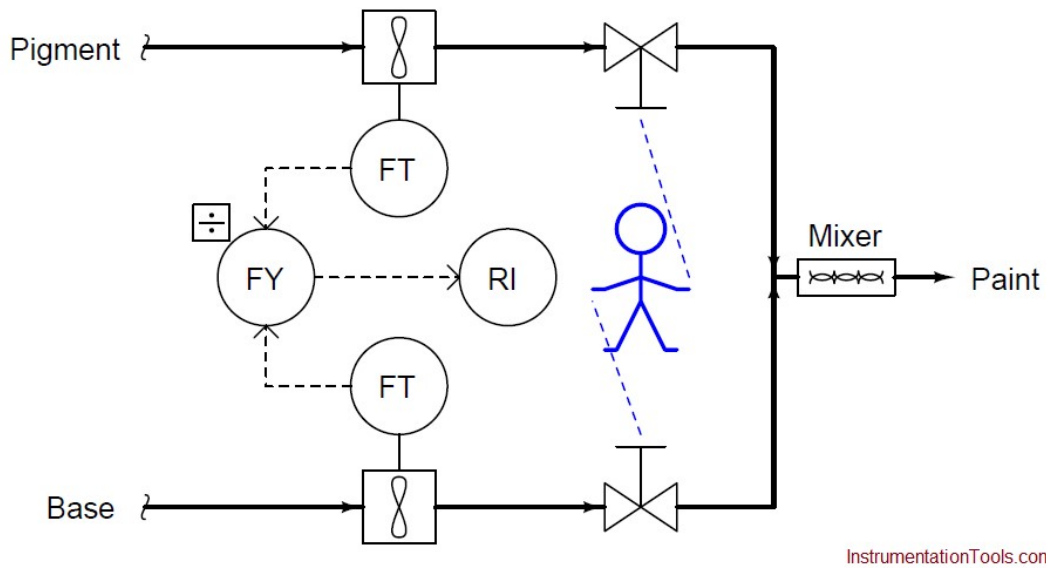 Pigment
FT
÷
FY
RI
Mixer
Paint
FT
Base
InstrumentationTools.com